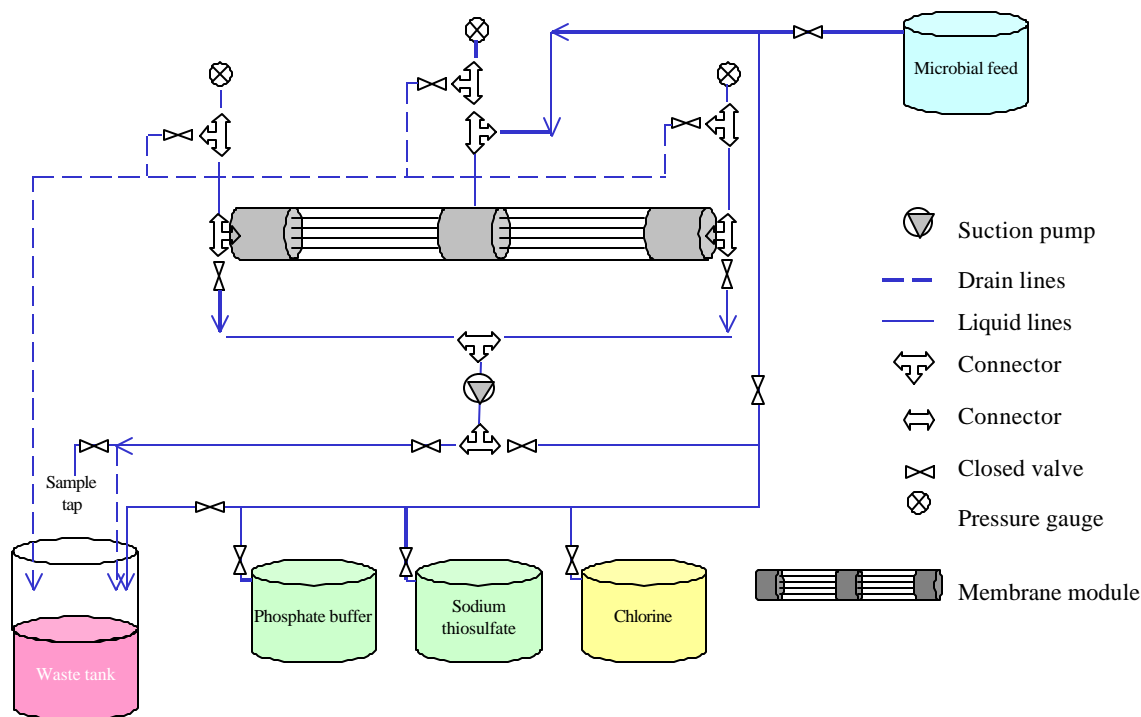 Microbial feed
Suction pump
Drain lines
Liquid lines
Connector
Connector
Closed valve
Pressure gauge
Membrane module
Sample
tap
Phosphate buffer
Sodium
thiosulfate
Chlorine
Waste tank